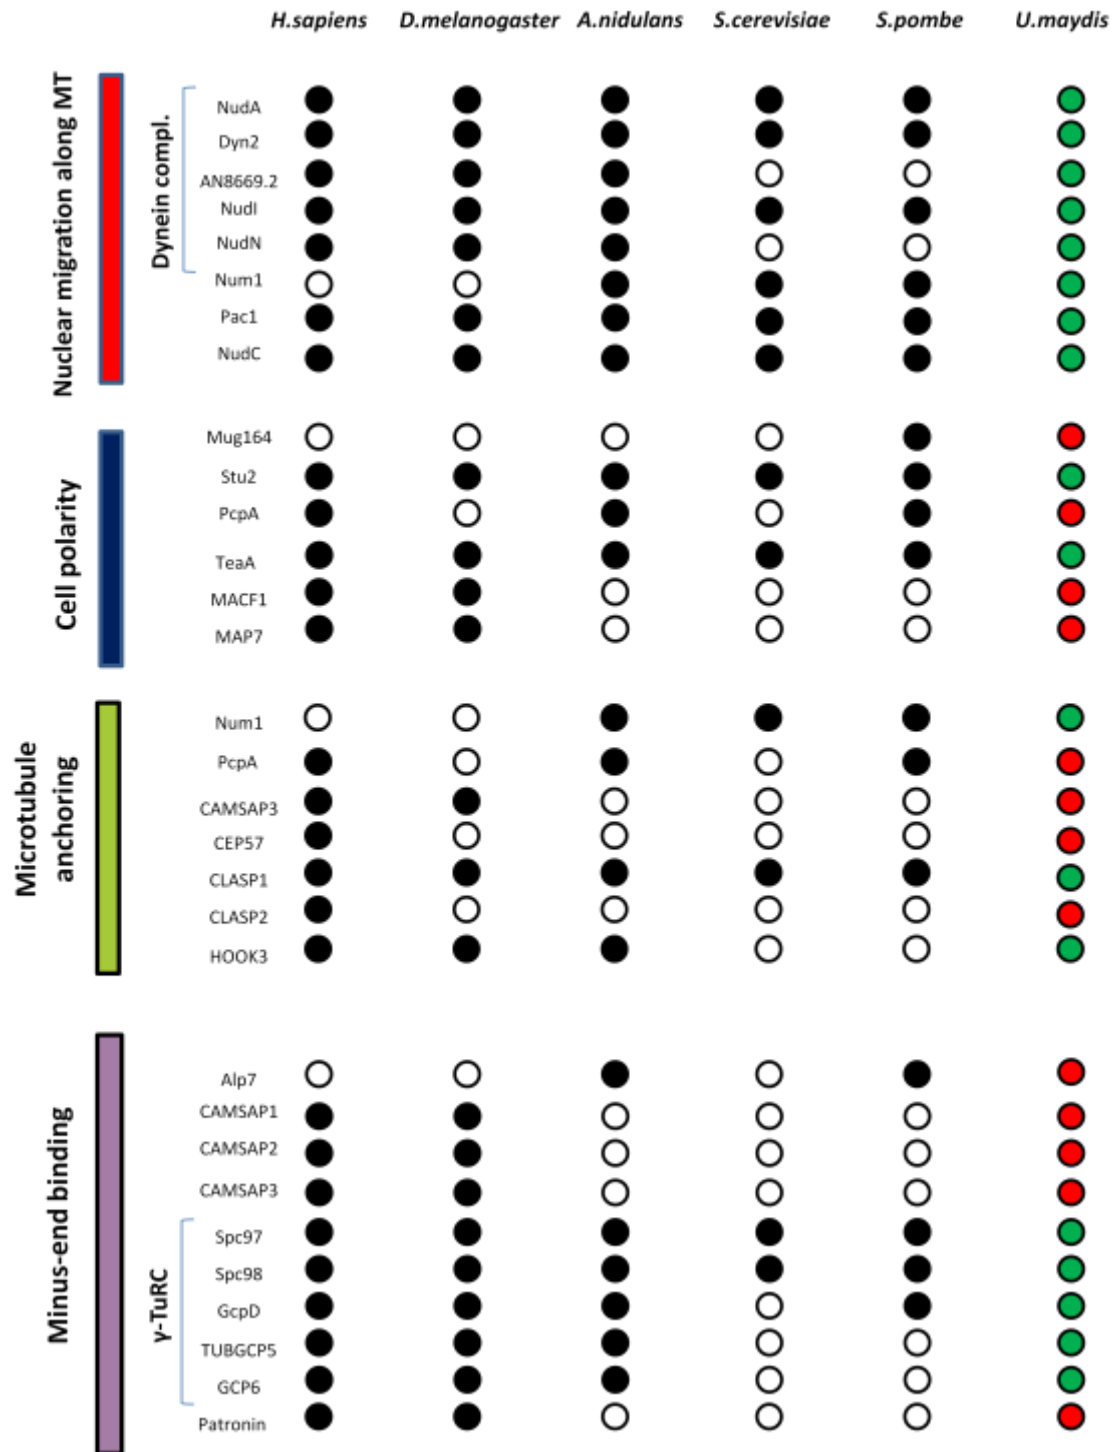 H.sapiens D.melanogaster A.nidulans S.cerevisiae S.pombe U.maydis
Nuclear migration along MT
Dynein compl.
NudA
Dyn2
AN8669.2
NudI
NudN
Num1
Pac1
NudC
Cell polarity
Mug164
Stu2
PcpA
TeaA
MACF1
MAP7
Microtubule
anchoring
Num1
PcpA
CAMSAP3
CEP57
CLASP1
CLASP2
HOOK3
Minus-end binding
Alp7
CAMSAP1
CAMSAP2
CAMSAP3
γ-TuRC
Spc97
Spc98
GcpD
TUBGCP5
GCP6
Patronin